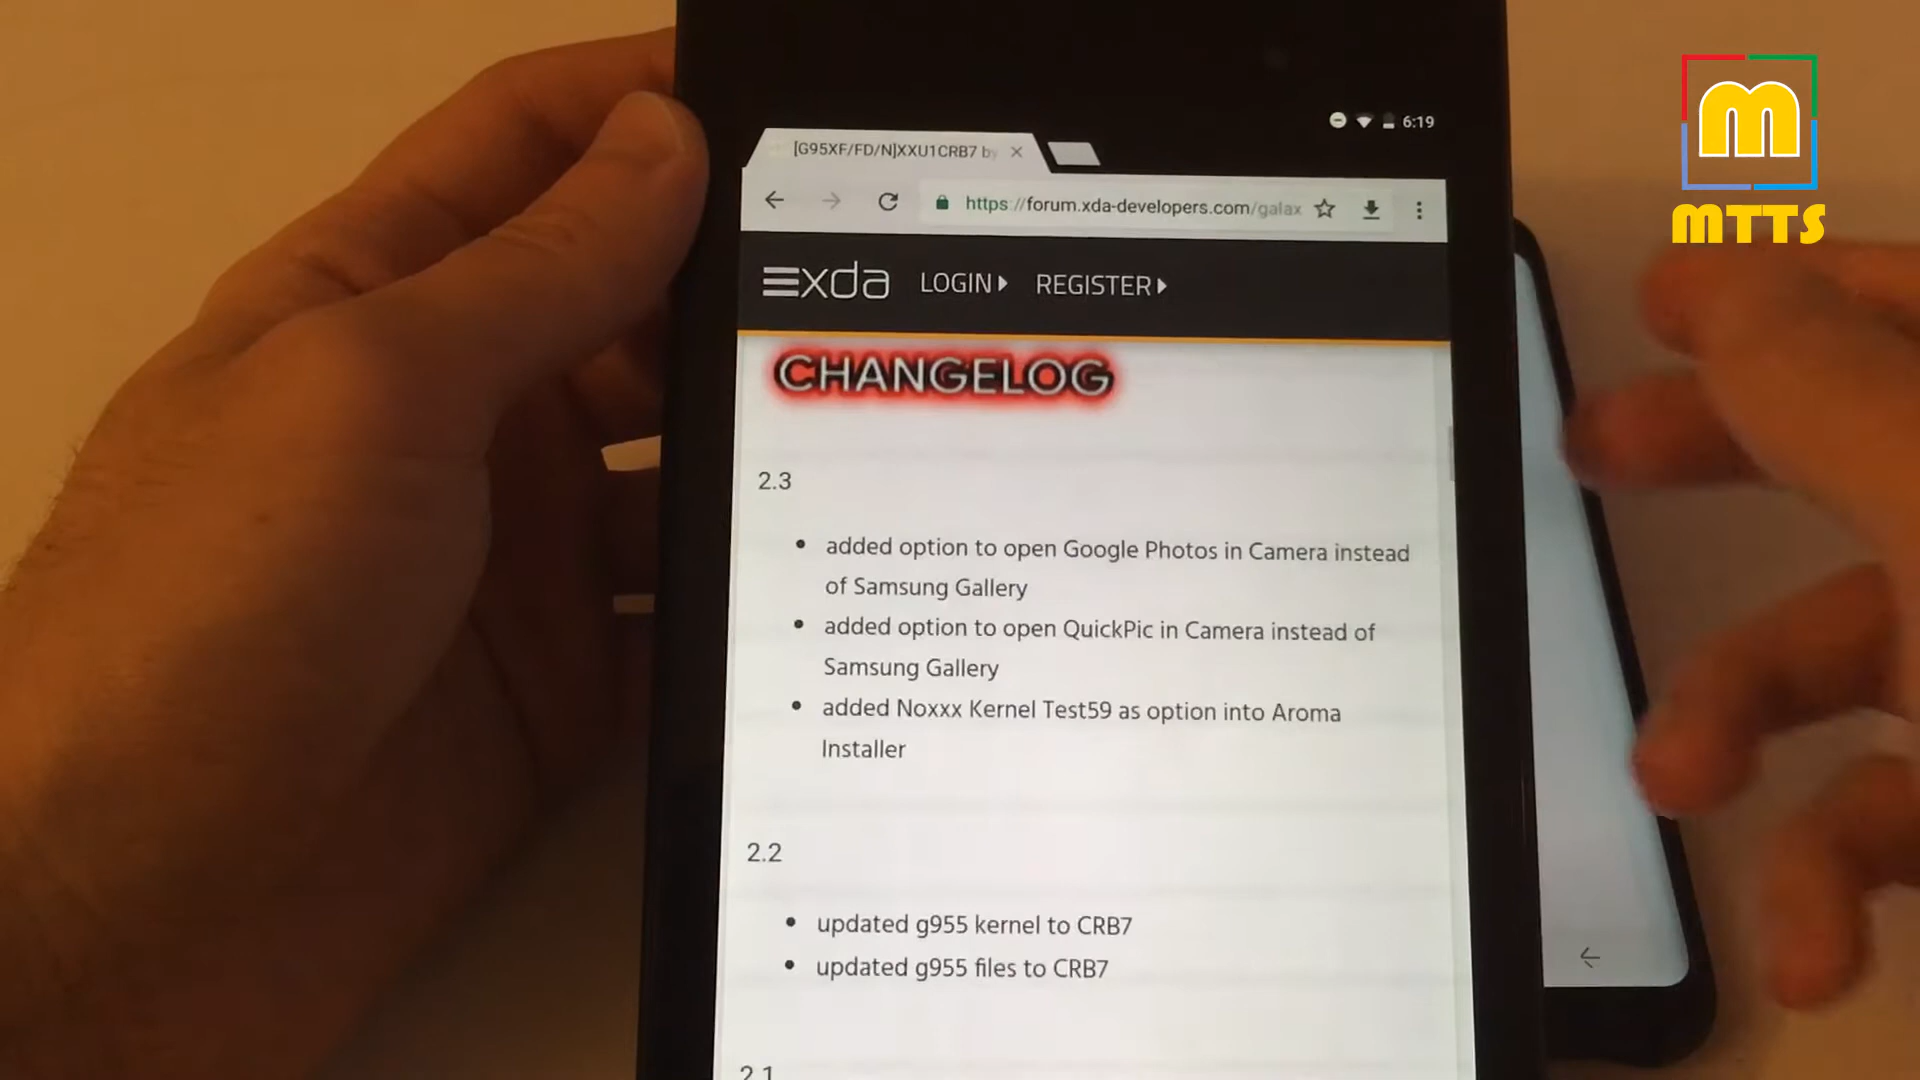 6:19
[G95XF/FD/N]XXU1CRB7 by
https://forum.xda-developers.com/galax
xda LOGIN REGISTER
M
MTTS
CHANGELOG
2.3
• added option to open Google Photos in Camera instead
of Samsung Gallery
• added option to open QuickPic in Camera instead of
Samsung Gallery
• added Noxxx Kernel Test59 as option into Aroma
Installer
2.2
• updated g955 kernel to CRB7
• updated g955 files to CRB7
2.1